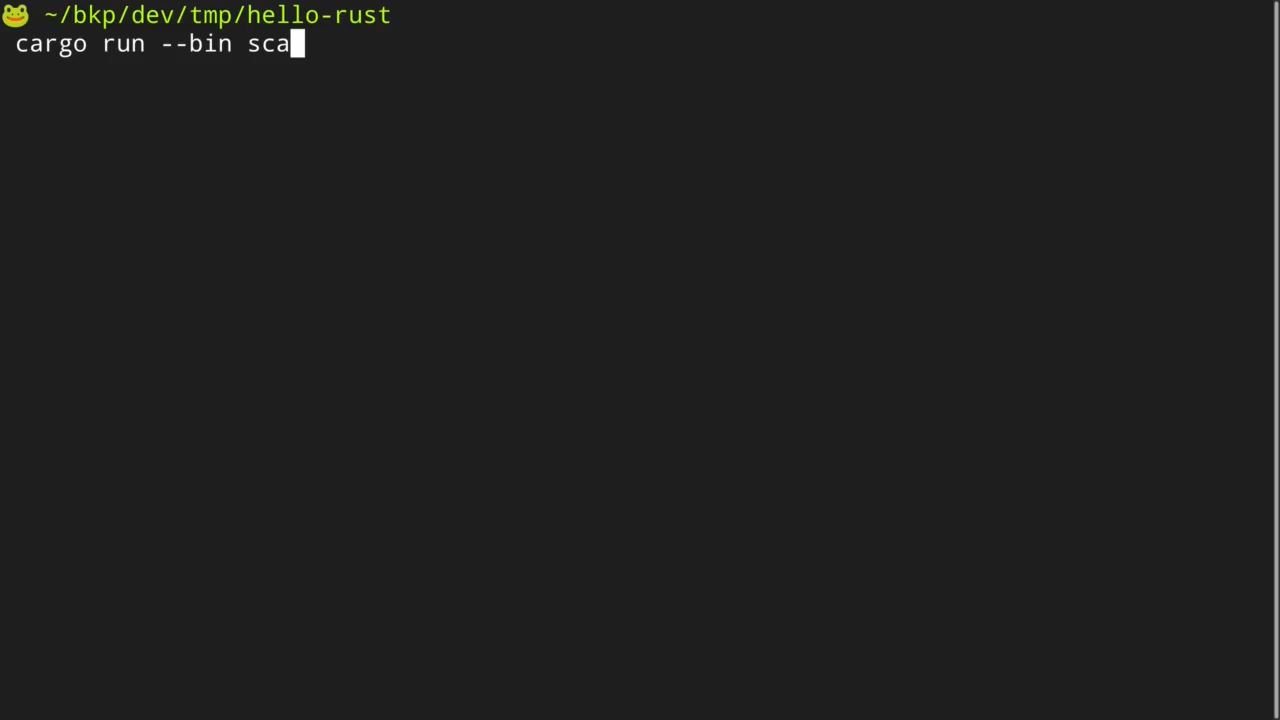 🐸 ~/bkp/dev/tmp/hello-rust
cargo run --bin sca